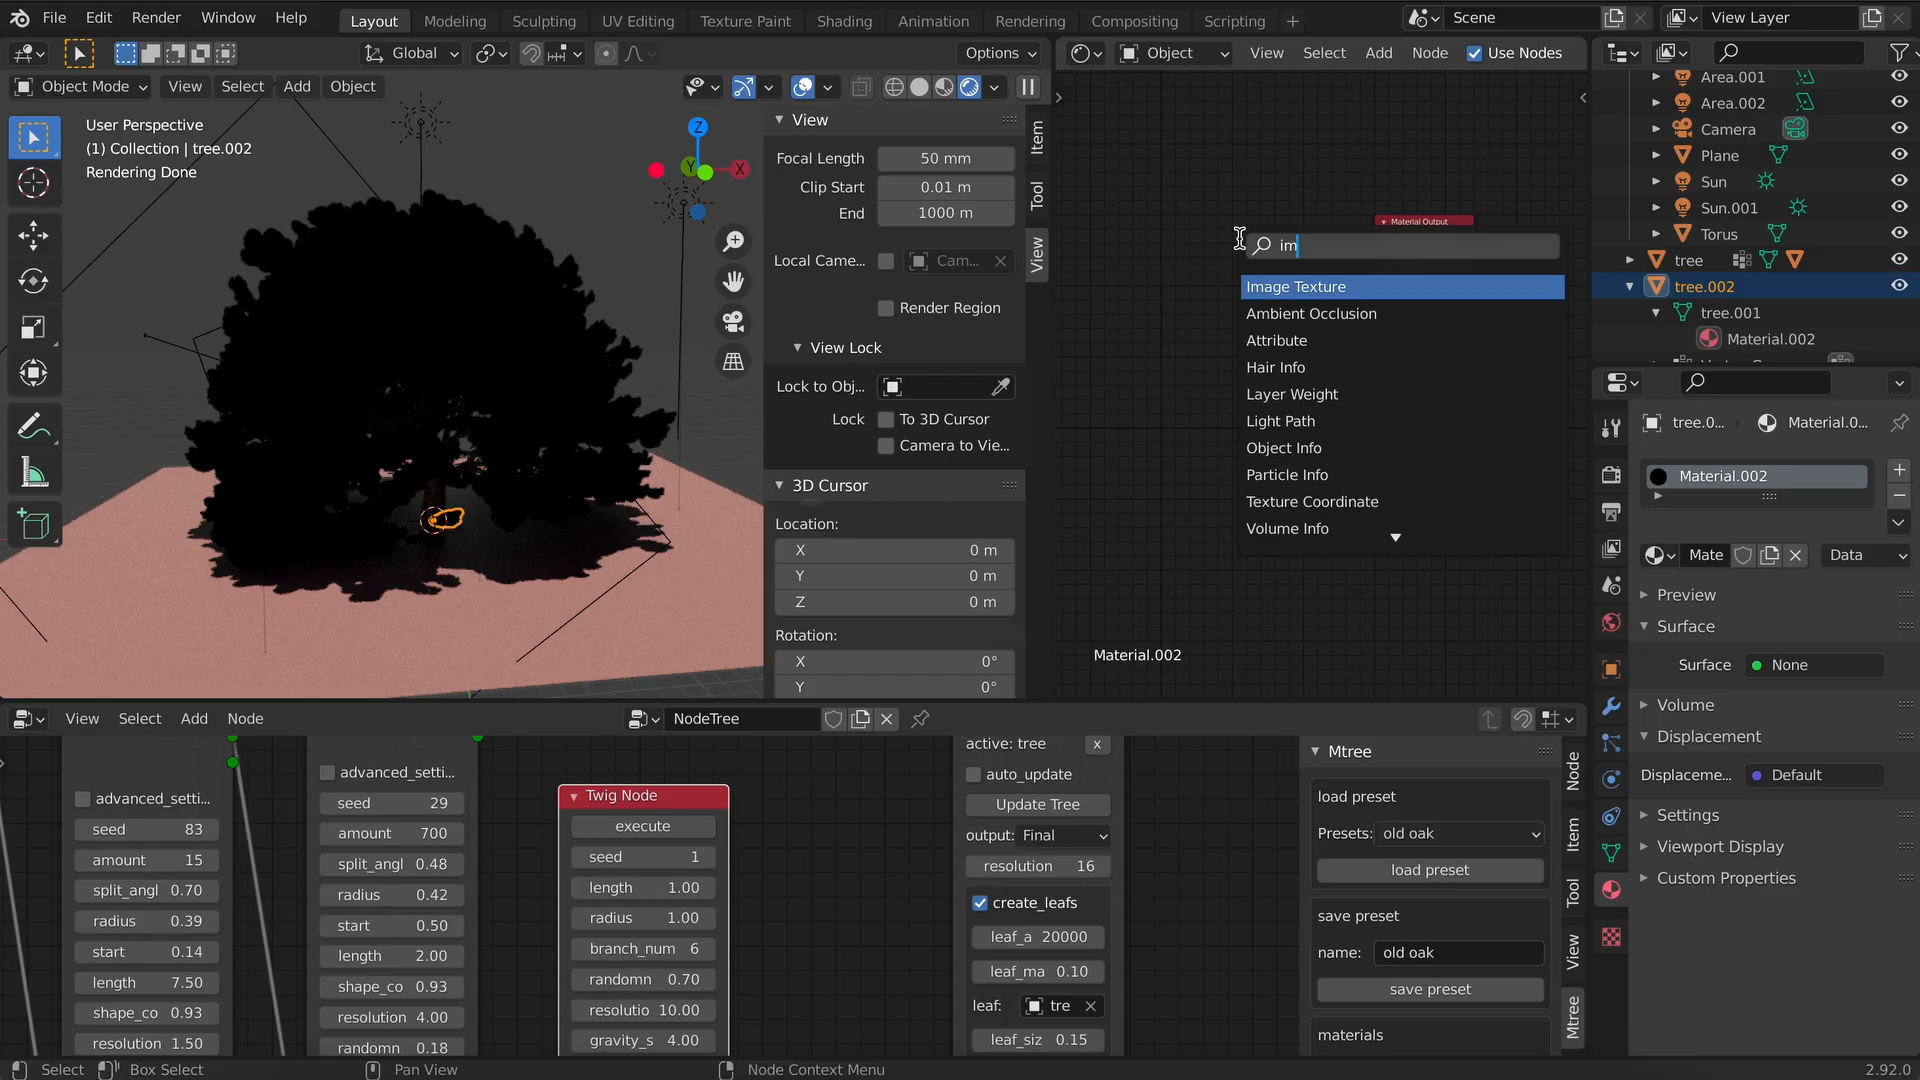 File Edit Render Window Help Layout Modeling Sculpting UV Editing Texture Paint Shading Animation Rendering Compositing Scripting Scene View Layer
Global Options Object View Select Add Node Use Nodes
Object Mode View Select Add Object
User Perspective
(1) Collection | tree.002
Rendering Done
Z
Y
X
View
Focal Length 50 mm
Clip Start 0.01 m
End 1000 m
Local Came... Cam...
Render Region
View Lock
Lock to Obj...
Lock To 3D Cursor
Camera to Vie...
3D Cursor
Location:
X 0 m
Y 0 m
Z 0 m
Rotation:
X 0°
Y 0°
Item
Tool
View
Material Output
im
Image Texture
Ambient Occlusion
Attribute
Hair Info
Layer Weight
Light Path
Object Info
Particle Info
Texture Coordinate
Volume Info
Material.002
Area.001
Area.002
Camera
Plane
Sun
Sun.001
Torus
tree
tree.002
tree.001
Material.002
tree.0... Material.0...
Material.002
Mate Data
Preview
Surface
Surface None
Volume
Displacement
Displaceme... Default
Settings
Viewport Display
Custom Properties
View Select Add Node NodeTree
advanced_setti...
seed 83
amount 15
split_angl 0.70
radius 0.39
start 0.14
length 7.50
shape_co 0.93
resolution 1.50
advanced_setti...
seed 29
amount 700
split_angl 0.48
radius 0.42
start 0.50
length 2.00
shape_co 0.93
resolution 4.00
randomn 0.18
Twig Node
execute
seed 1
length 1.00
radius 1.00
branch_num 6
randomn 0.70
resolutio 10.00
gravity_s 4.00
active: tree x
auto_update
Update Tree
output: Final
resolution 16
create_leafs
leaf_a 20000
leaf_ma 0.10
leaf: tre
leaf_siz 0.15
Mtree
load preset
Presets: old oak
load preset
save preset
name: old oak
save preset
materials
Node
Item
Tool
View
Mtree
Select Box Select Pan View Node Context Menu 2.92.0